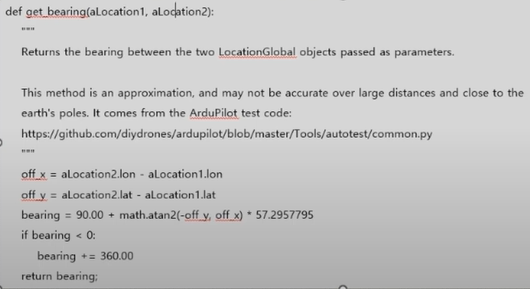 def get_bearing(aLocation1, aLocation2):
"""
Returns the bearing between the two LocationGlobal objects passed as parameters.
This method is an approximation, and may not be accurate over large distances and close to the
earth's poles. It comes from the ArduPilot test code:
https://github.com/diydrones/ardupilot/blob/master/Tools/autotest/common.py
"""
off_x = aLocation2.lon - aLocation1.lon
off_y = aLocation2.lat - aLocation1.lat
bearing = 90.00 + math.atan2(-off_y, off_x) * 57.2957795
if bearing < 0:
bearing += 360.00
return bearing;